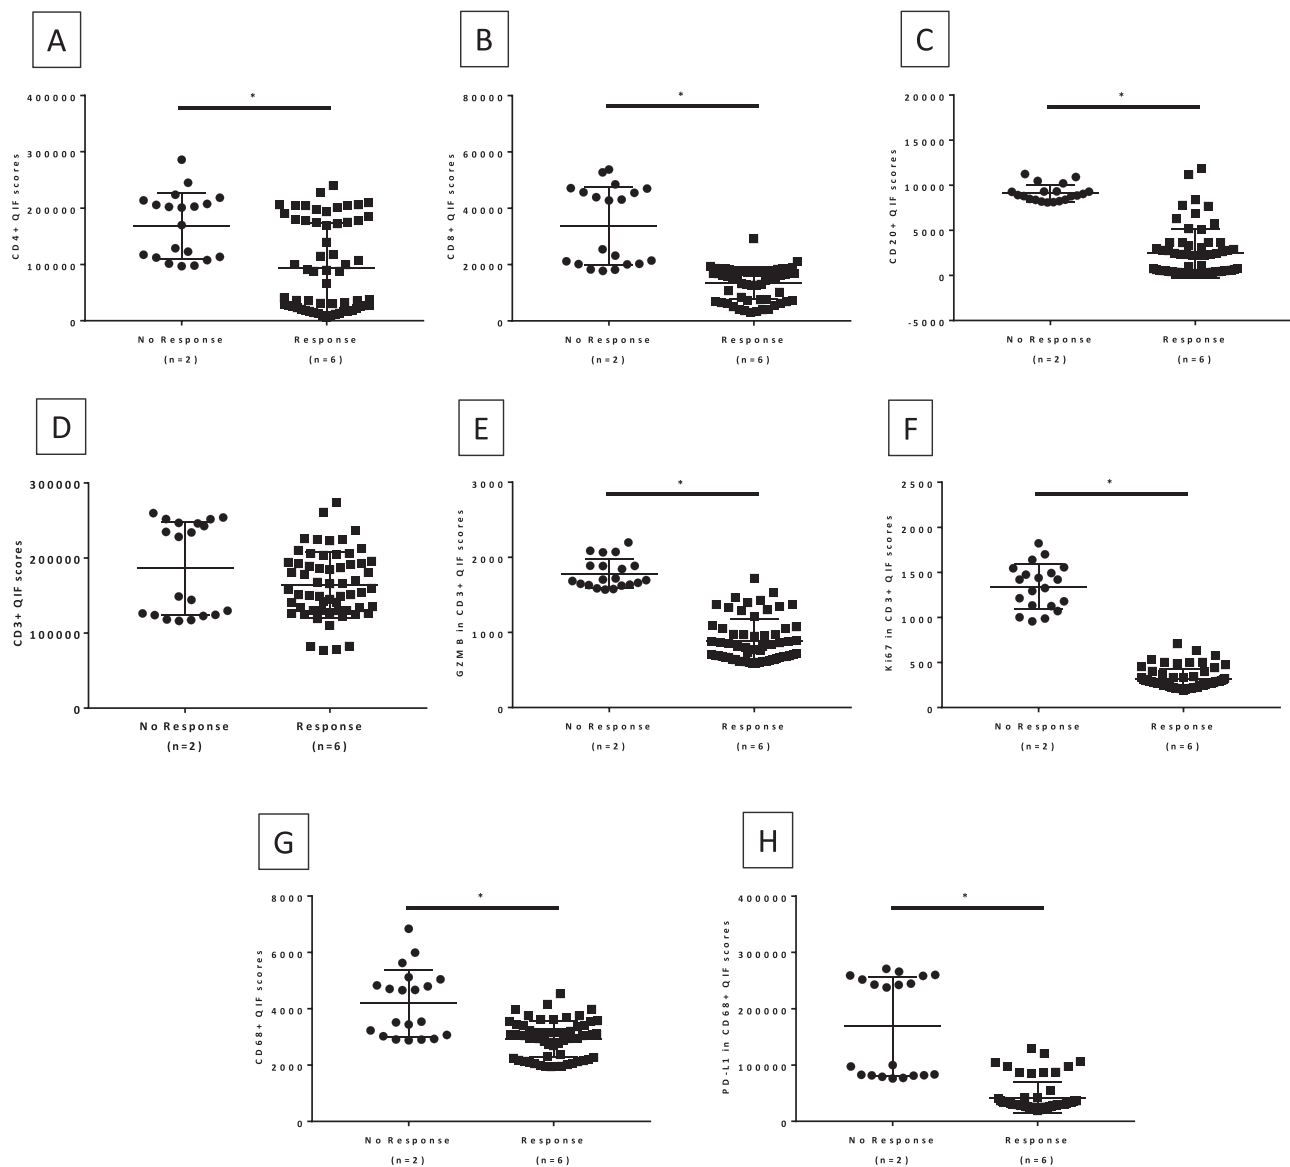 A
B
C
CD4+ QIF scores
400000
300000
200000
100000
0
*
No Response
(n=2)
Response
(n=6)
CD8+ QIF scores
80000
60000
40000
20000
0
*
No Response
(n=2)
Response
(n=6)
CD20+ QIF scores
20000
15000
10000
5000
0
-5000
*
No Response
(n=2)
Response
(n=6)
D
E
F
CD3+ QIF scores
300000
200000
100000
0
No Response
(n=2)
Response
(n=6)
GZMB in CD3+ QIF scores
3000
2000
1000
0
*
No Response
(n=2)
Response
(n=6)
Ki67 in CD3+ QIF scores
2500
2000
1500
1000
500
0
*
No Response
(n=2)
Response
(n=6)
G
H
CD68+ QIF scores
8000
6000
4000
2000
0
*
No Response
(n=2)
Response
(n=6)
PD-L1 in CD68+ QIF scores
400000
300000
200000
100000
0
*
No Response
(n=2)
Response
(n=6)